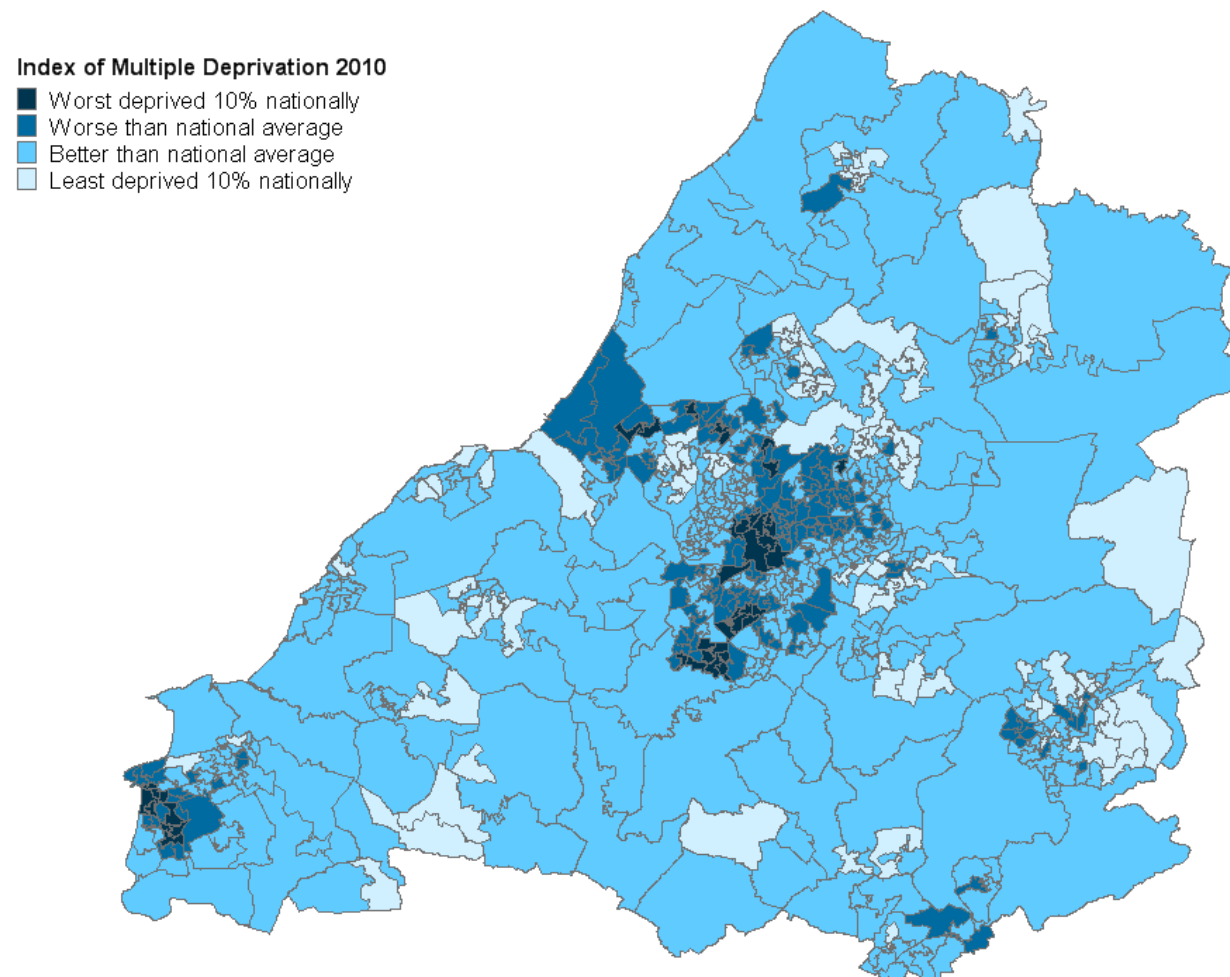 Index of Multiple Deprivation 2010
Worst deprived 10% nationally
Worse than national average
Better than national average
Least deprived 10% nationally